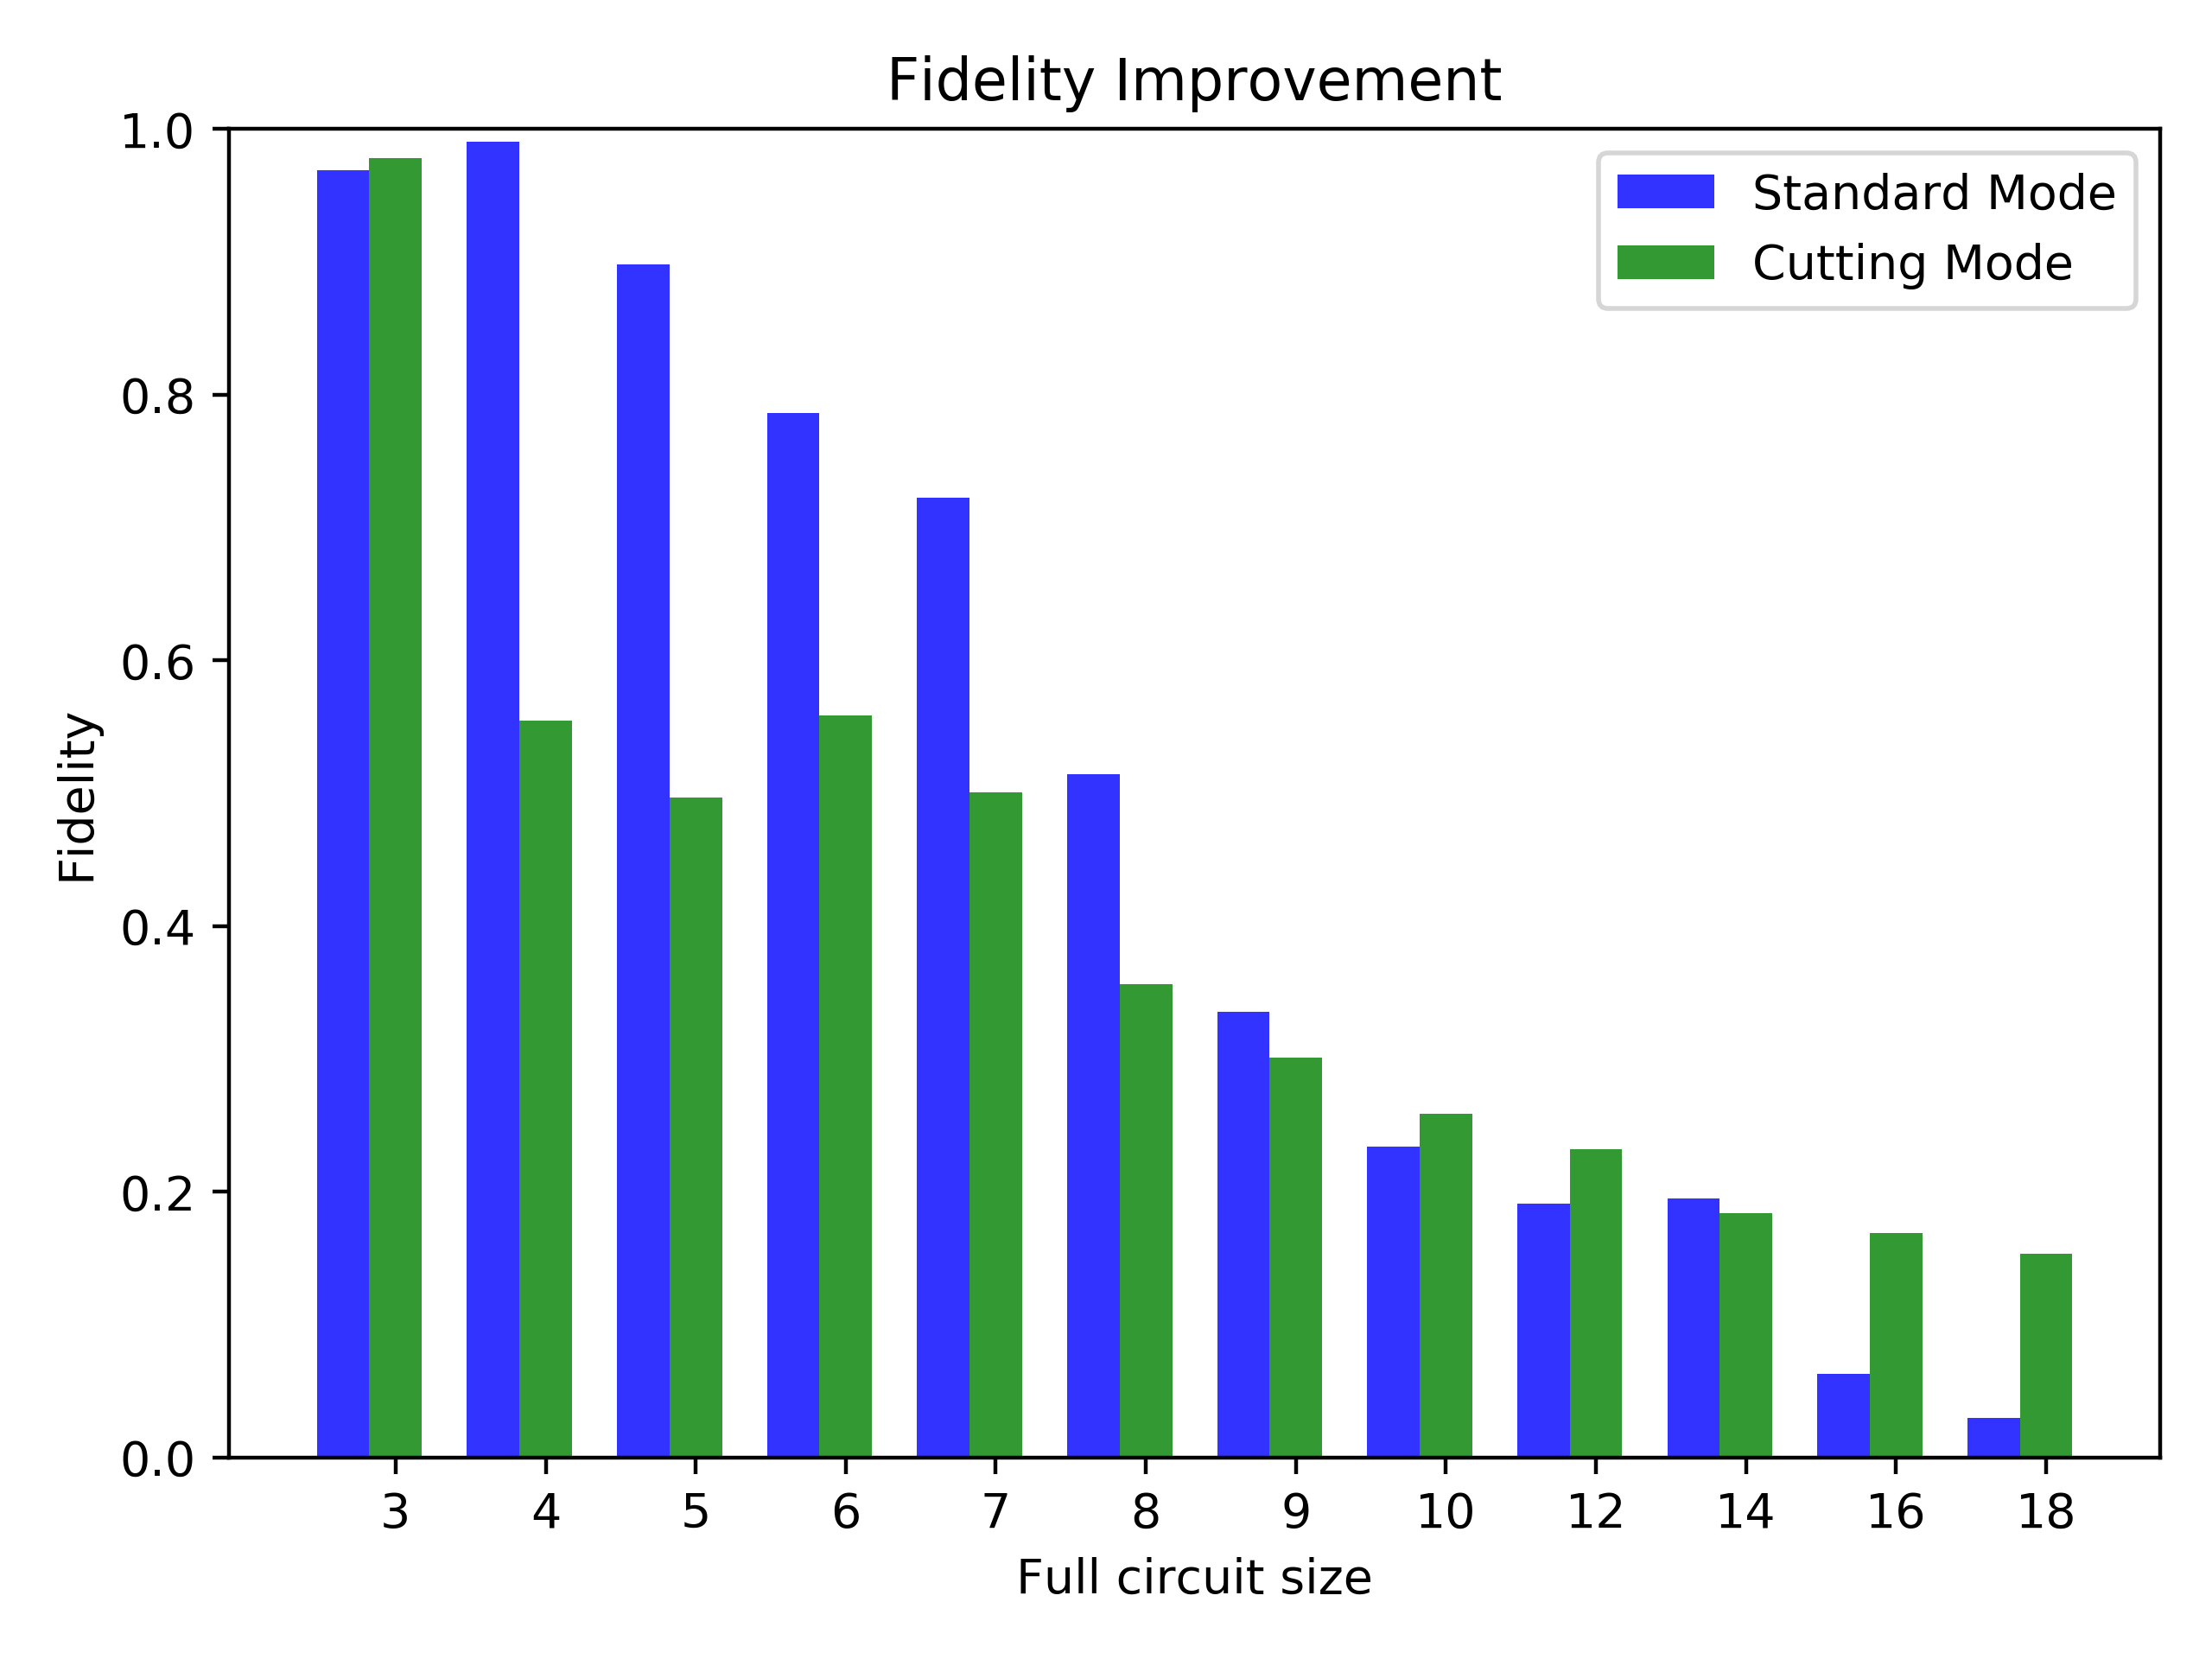 Fidelity Improvement
1.0
0.8
0.6
0.4
0.2
0.0
Fidelity
Standard Mode
Cutting Mode
3 4 5 6 7 8 9 10 12 14 16 18
Full circuit size